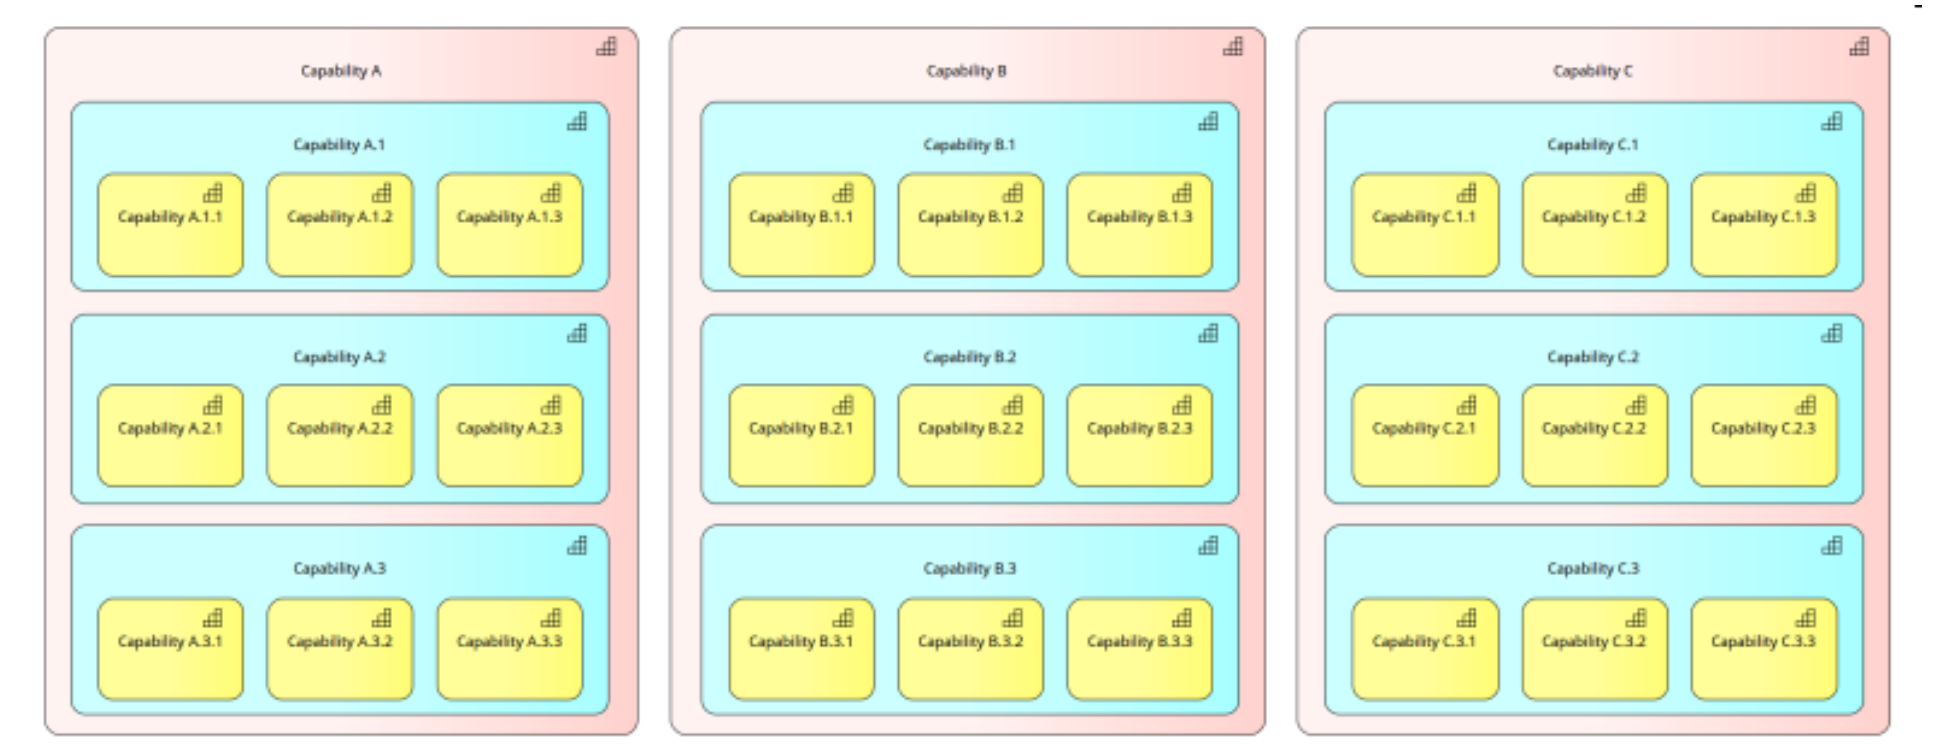 Capability A
Capability A.1
Capability A.1.1
Capability A.1.2
Capability A.1.3
Capability A.2
Capability A.2.1
Capability A.2.2
Capability A.2.3
Capability A.3
Capability A.3.1
Capability A.3.2
Capability A.3.3
Capability B
Capability B.1
Capability B.1.1
Capability B.1.2
Capability B.1.3
Capability B.2
Capability B.2.1
Capability B.2.2
Capability B.2.3
Capability B.3
Capability B.3.1
Capability B.3.2
Capability B.3.3
Capability C
Capability C.1
Capability C.1.1
Capability C.1.2
Capability C.1.3
Capability C.2
Capability C.2.1
Capability C.2.2
Capability C.2.3
Capability C.3
Capability C.3.1
Capability C.3.2
Capability C.3.3